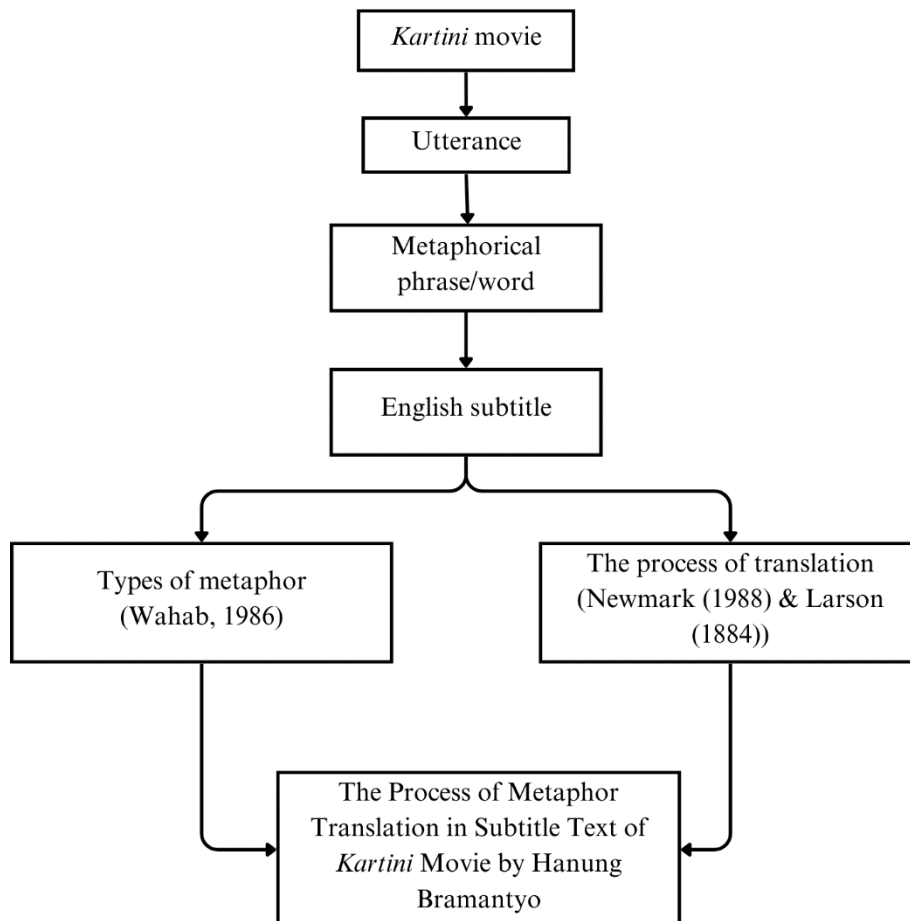 Kartini movie
Utterance
Metaphorical
phrase/word
English subtitle
Types of metaphor
(Wahab, 1986)
The process of translation
(Newmark (1988) & Larson
(1884))
The Process of Metaphor
Translation in Subtitle Text of
Kartini Movie by Hanung
Bramantyo